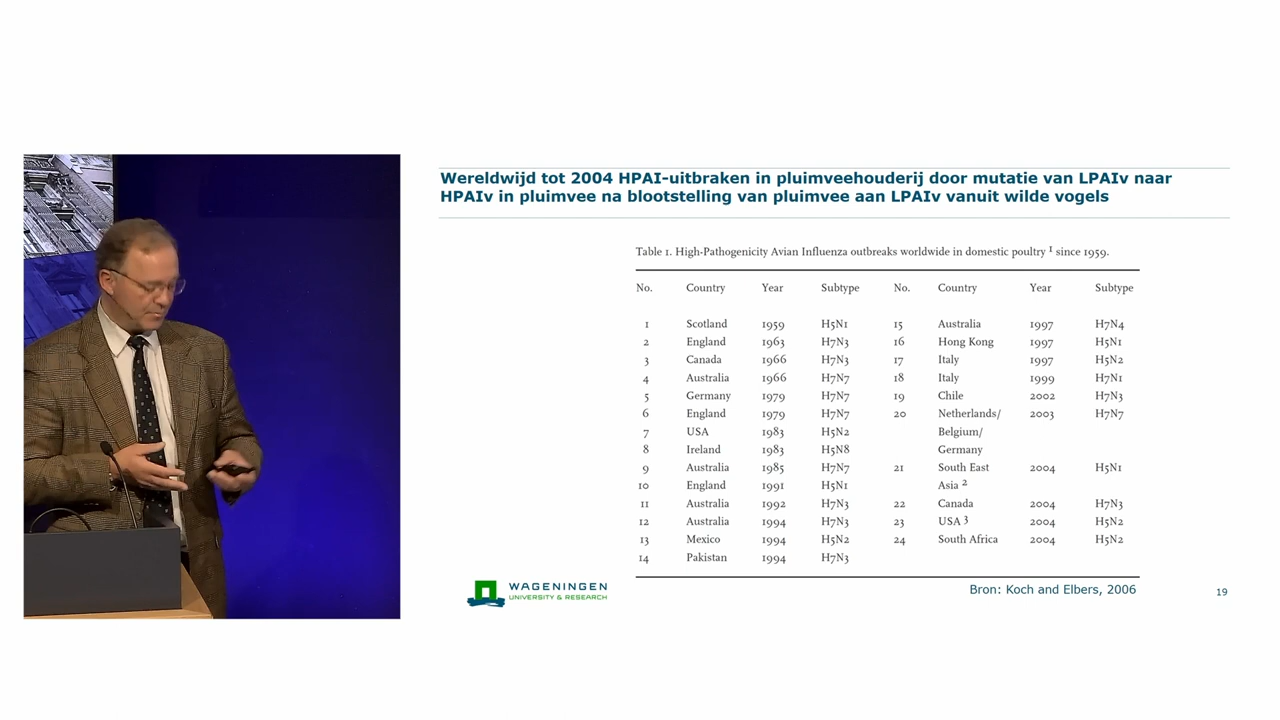 Wereldwijd tot 2004 HPAI-uitbraken in pluimveehouderij door mutatie van LPAIv naar
HPAIv in pluimvee na blootstelling van pluimvee aan LPAIv vanuit wilde vogels
Table 1. High-Pathogenicity Avian Influenza outbreaks worldwide in domestic poultry ¹ since 1959.
No. Country Year Subtype No. Country Year Subtype
1 Scotland 1959 H5N1 15 Australia 1997 H7N4
2 England 1963 H7N3 16 Hong Kong 1997 H5N1
3 Canada 1966 H7N3 17 Italy 1997 H5N2
4 Australia 1966 H7N7 18 Italy 1999 H7N1
5 Germany 1979 H7N7 19 Chile 2002 H7N3
6 England 1979 H7N7 20 Netherlands/ 2003 H7N7
7 USA 1983 H5N2 Belgium/
8 Ireland 1983 H5N8 Germany
9 Australia 1985 H7N7 21 South East 2004 H5N1
10 England 1991 H5N1 Asia ²
11 Australia 1992 H7N3 22 Canada 2004 H7N3
12 Australia 1994 H7N3 23 USA ³ 2004 H5N2
13 Mexico 1994 H5N2 24 South Africa 2004 H5N2
14 Pakistan 1994 H7N3
WAGENINGEN
UNIVERSITY & RESEARCH
Bron: Koch and Elbers, 2006
19